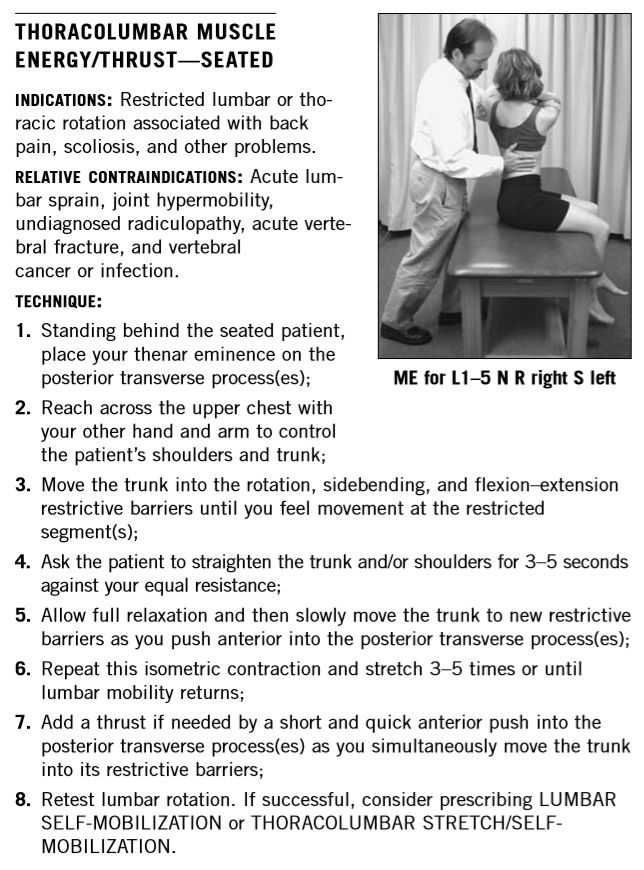 THORACOLUMBAR MUSCLE
ENERGY/THRUST—SEATED
INDICATIONS: Restricted lumbar or tho-
racic rotation associated with back
pain, scoliosis, and other problems.
RELATIVE CONTRAINDICATIONS: Acute lum-
bar sprain, joint hypermobility,
undiagnosed radiculopathy, acute verte-
bral fracture, and vertebral
cancer or infection.
TECHNIQUE:
1. Standing behind the seated patient,
place your thenar eminence on the
posterior transverse process(es);
2. Reach across the upper chest with
your other hand and arm to control
the patient's shoulders and trunk;
ME for L1–5 N R right S left
3. Move the trunk into the rotation, sidebending, and flexion–extension
restrictive barriers until you feel movement at the restricted
segment(s);
4. Ask the patient to straighten the trunk and/or shoulders for 3–5 seconds
against your equal resistance;
5. Allow full relaxation and then slowly move the trunk to new restrictive
barriers as you push anterior into the posterior transverse process(es);
6. Repeat this isometric contraction and stretch 3–5 times or until
lumbar mobility returns;
7. Add a thrust if needed by a short and quick anterior push into the
posterior transverse process(es) as you simultaneously move the trunk
into its restrictive barriers;
8. Retest lumbar rotation. If successful, consider prescribing LUMBAR
SELF-MOBILIZATION or THORACOLUMBAR STRETCH/SELF-
MOBILIZATION.